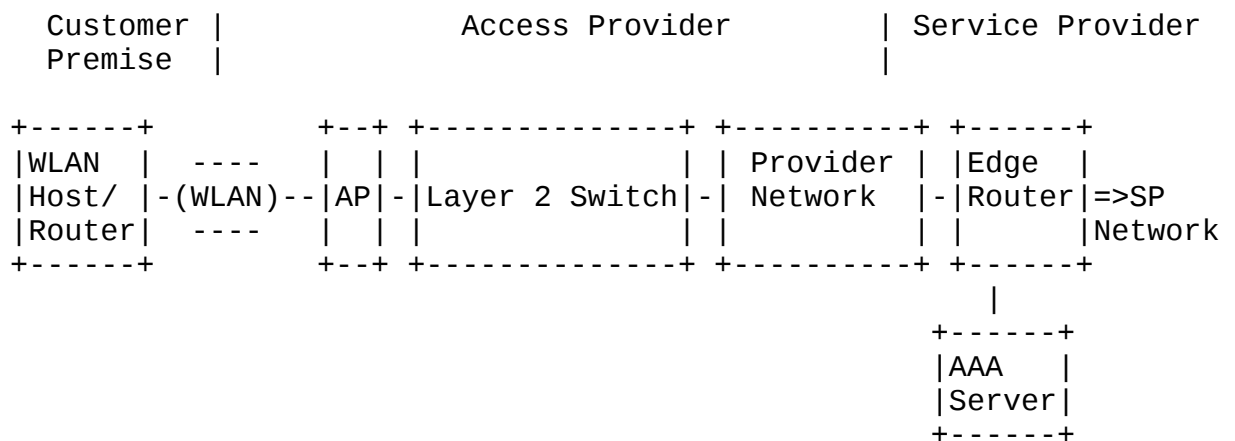 Customer |                  Access Provider           | Service Provider
Premise  |                                            |
+------+         +--+ +--------------+ +----------+ +------+
|WLAN  |  ----   |  | |              | | Provider | |Edge  |
|Host/ |-(WLAN)--|AP|-|Layer 2 Switch|-| Network  |-|Router|=>SP
|Router|  ----   |  | |              | |          | |      |Network
+------+         +--+ +--------------+ +----------+ +------+
|
+------+
|AAA   |
|Server|
+------+